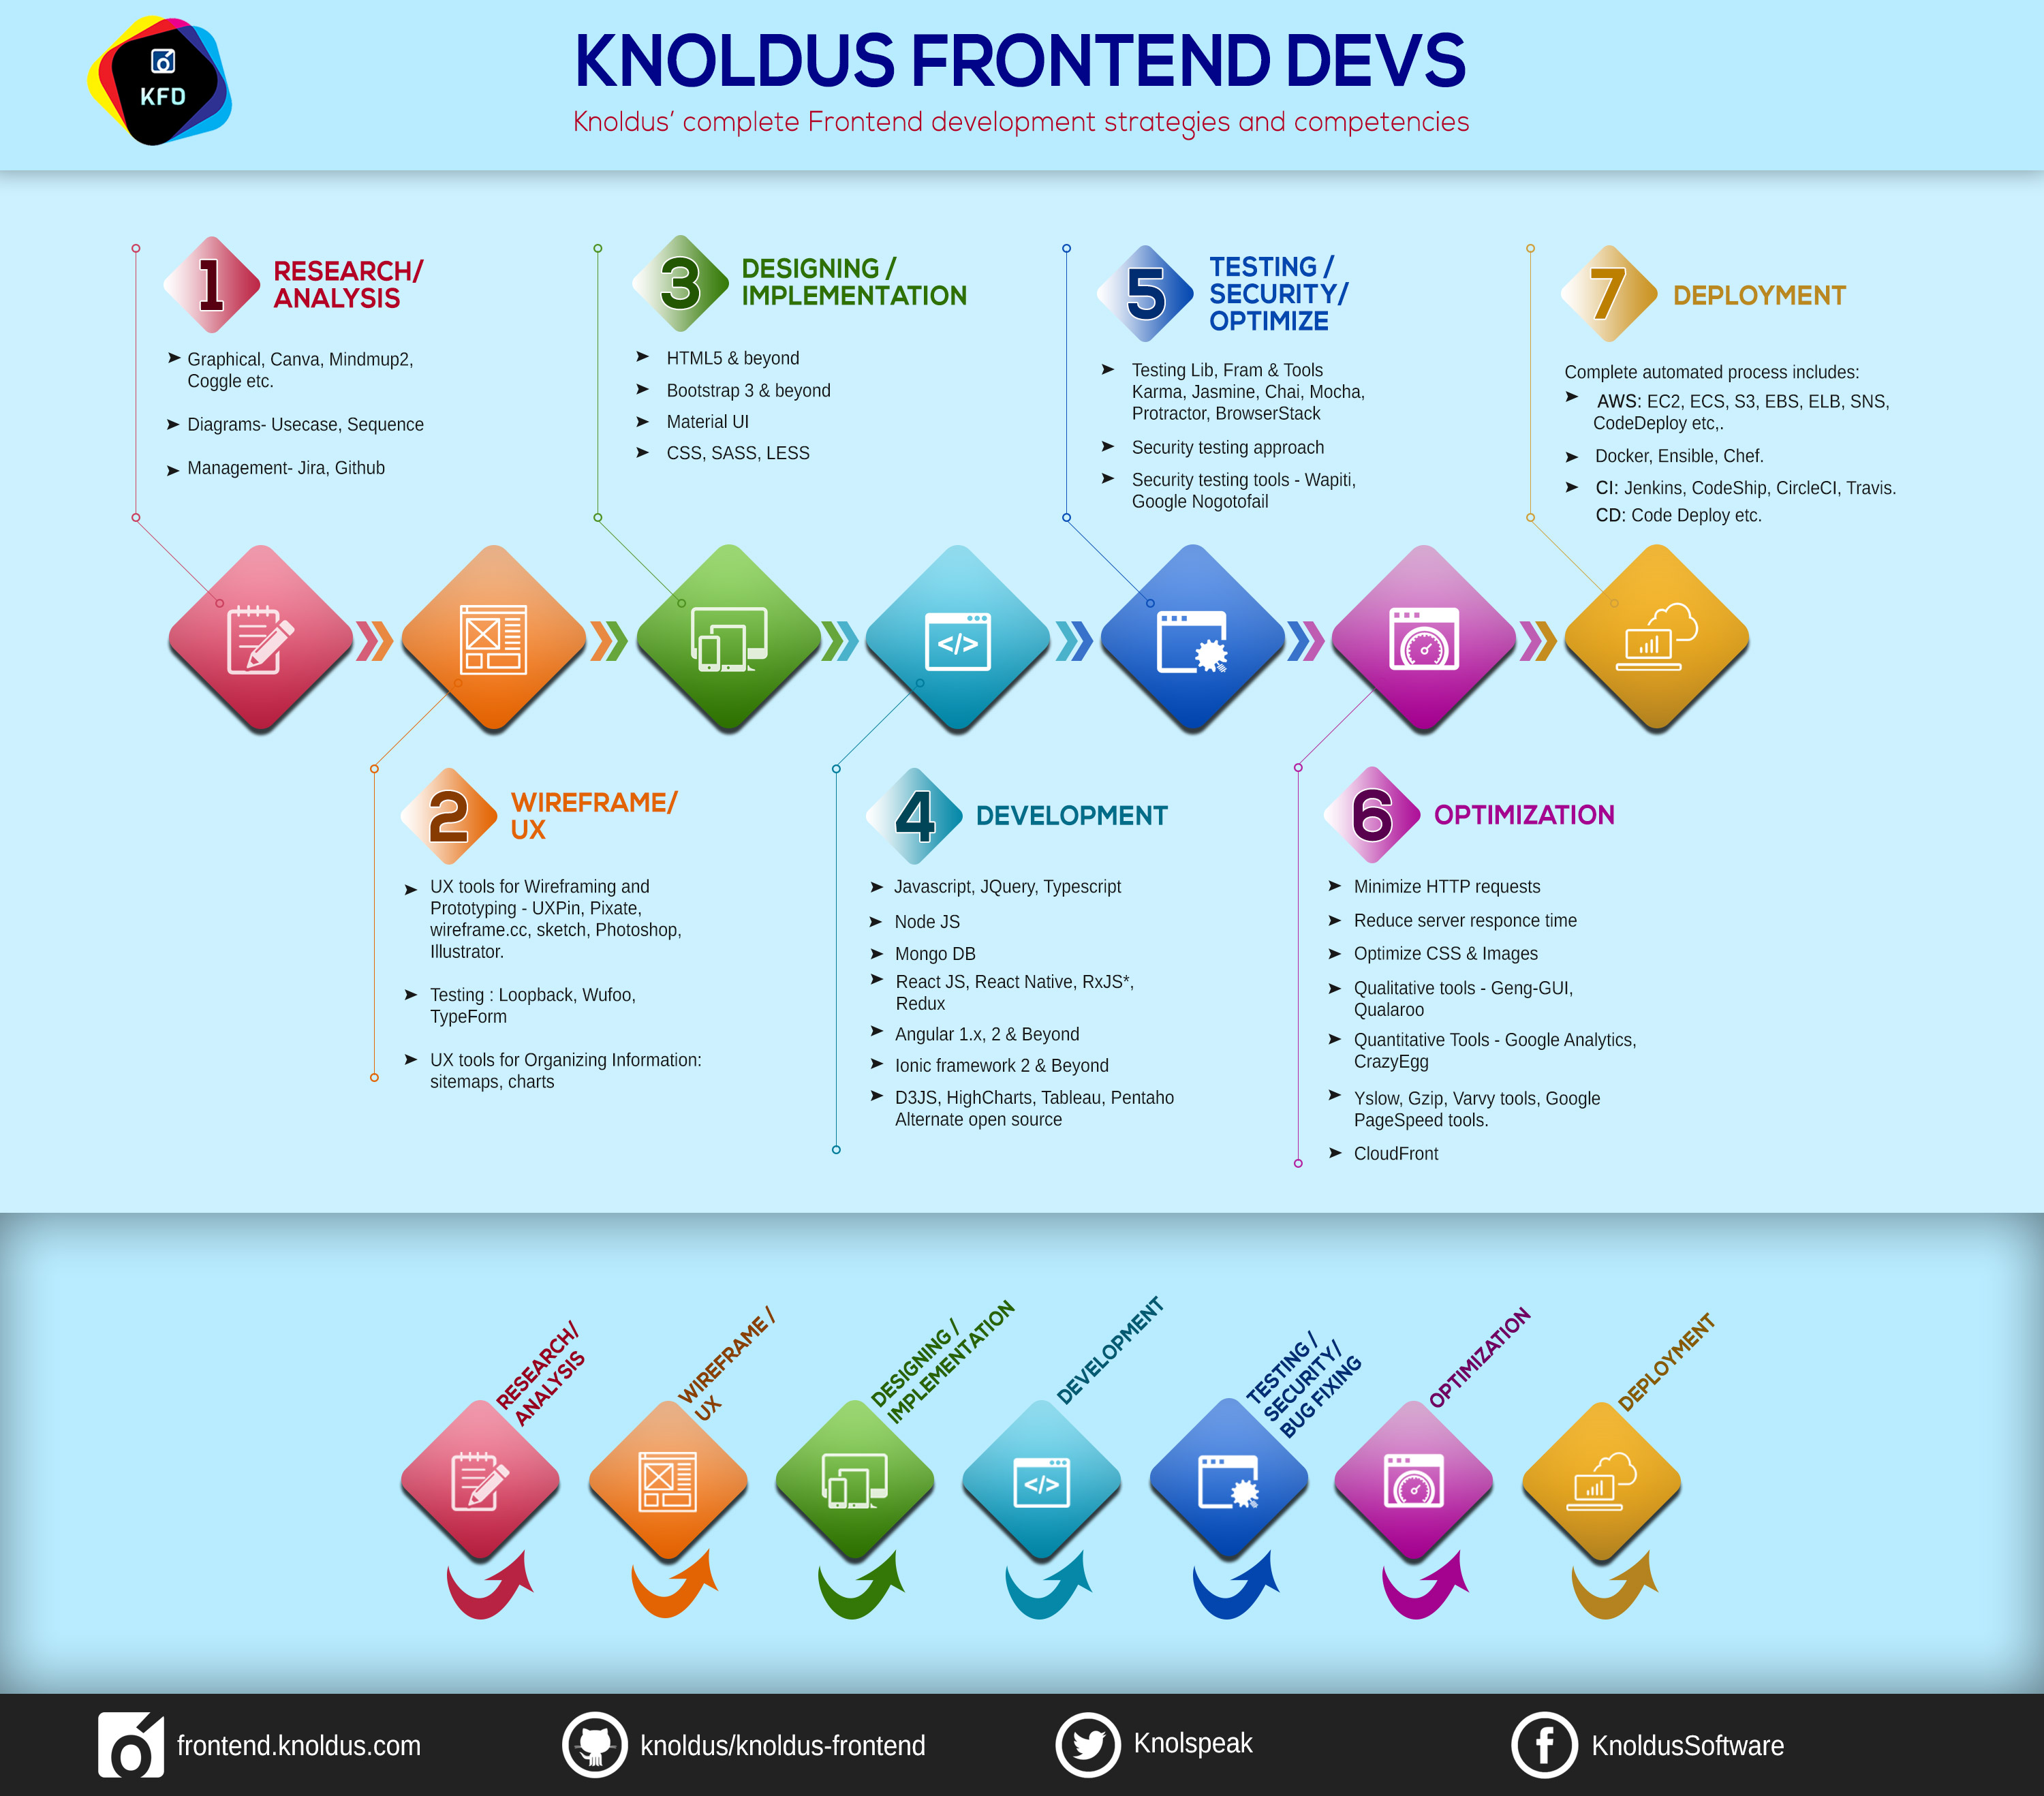 KFD
KNOLDUS FRONTEND DEVS
Knoldus' complete Frontend development strategies and competencies
1
RESEARCH/
ANALYSIS
Graphical, Canva, Mindmup2,
Coggle etc.
Diagrams- Usecase, Sequence
Management- Jira, Github
3
DESIGNING /
IMPLEMENTATION
HTML5 & beyond
Bootstrap 3 & beyond
Material UI
CSS, SASS, LESS
5
TESTING /
SECURITY/
OPTIMIZE
Testing Lib, Fram & Tools
Karma, Jasmine, Chai, Mocha,
Protractor, BrowserStack
Security testing approach
Security testing tools - Wapiti,
Google Nogotofail
7
DEPLOYMENT
Complete automated process includes:
AWS: EC2, ECS, S3, EBS, ELB, SNS,
CodeDeploy etc,.
Docker, Ensible, Chef.
CI: Jenkins, CodeShip, CircleCI, Travis.
CD: Code Deploy etc.
</>
2
WIREFRAME/
UX
UX tools for Wireframing and
Prototyping - UXPin, Pixate,
wireframe.cc, sketch, Photoshop,
Illustrator.
Testing : Loopback, Wufoo,
TypeForm
UX tools for Organizing Information:
sitemaps, charts
4
DEVELOPMENT
Javascript, JQuery, Typescript
Node JS
Mongo DB
React JS, React Native, RxJS*,
Redux
Angular 1.x, 2 & Beyond
Ionic framework 2 & Beyond
D3JS, HighCharts, Tableau, Pentaho
Alternate open source
6
OPTIMIZATION
Minimize HTTP requests
Reduce server responce time
Optimize CSS & Images
Qualitative tools - Geng-GUI,
Qualaroo
Quantitative Tools - Google Analytics,
CrazyEgg
Yslow, Gzip, Varvy tools, Google
PageSpeed tools.
CloudFront
RESEARCH/
ANALYSIS
WIREFRAME /
UX
DESIGNING /
IMPLEMENTATION
DEVELOPMENT
TESTING /
SECURITY/
BUG FIXING
OPTIMIZATION
DEPLOYMENT
</>
frontend.knoldus.com
knoldus/knoldus-frontend
Knolspeak
KnoldusSoftware